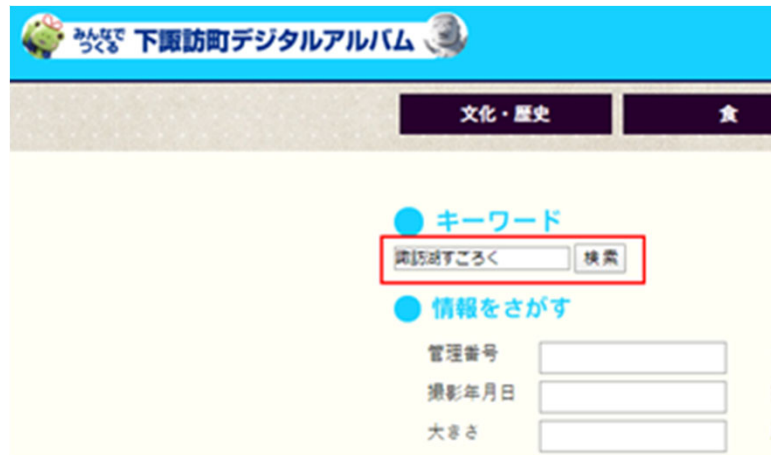 みんなでつくる 下諏訪町デジタルアルバム
文化・歴史 食
キーワード
諏訪湖すごろく 検索
情報をさがす
管理番号
撮影年月日
大きさ